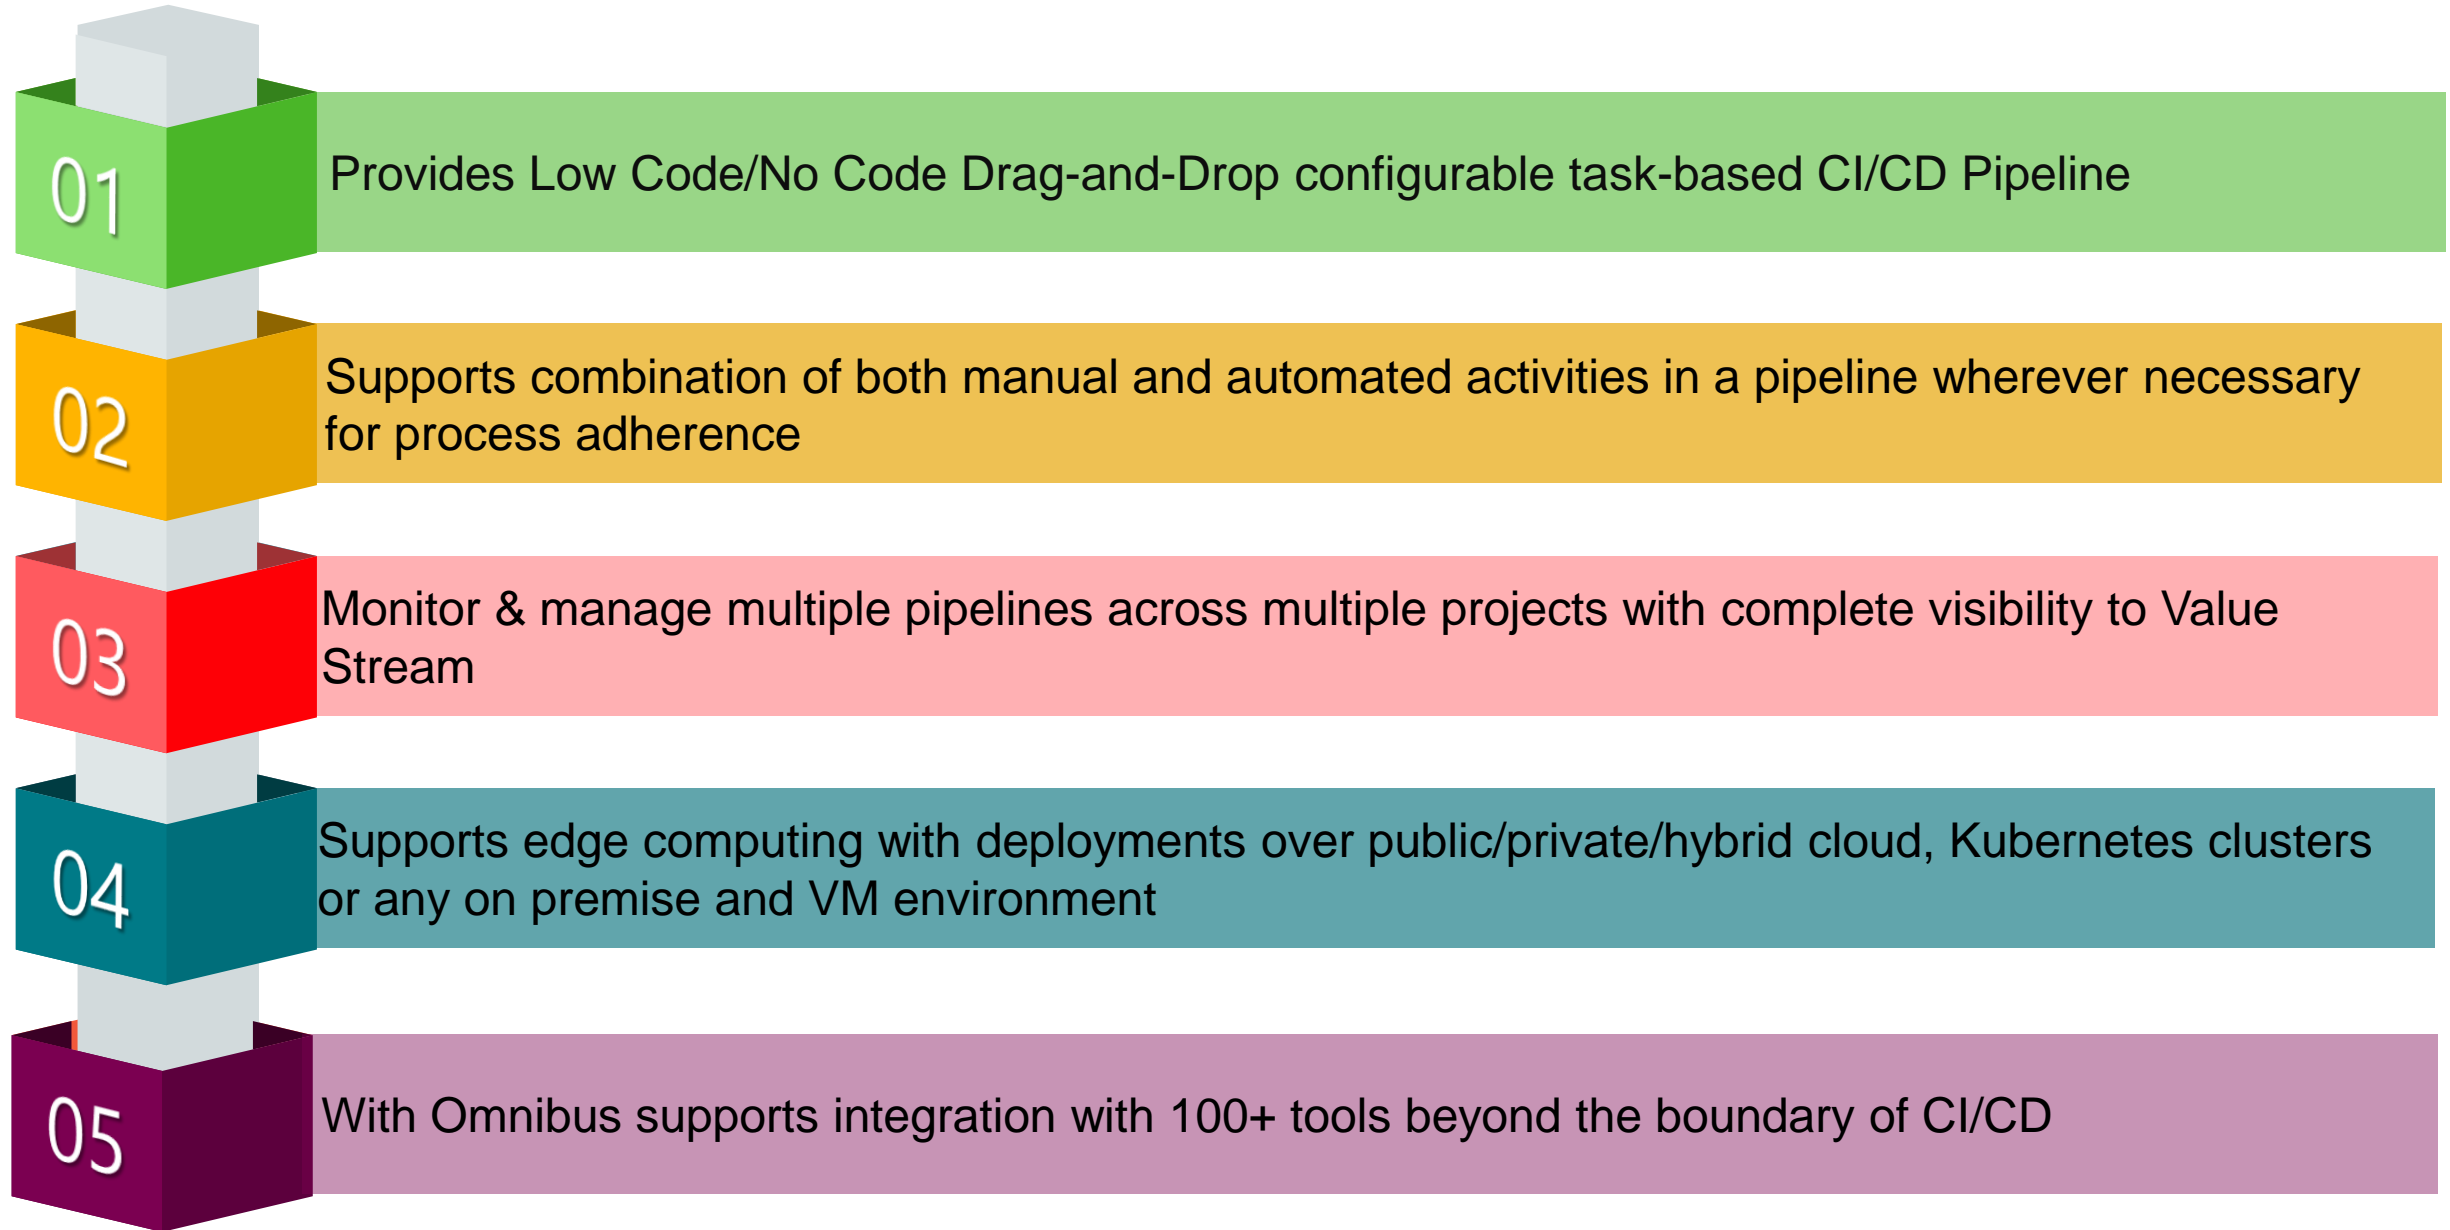 01
Provides Low Code/No Code Drag-and-Drop configurable task-based CI/CD Pipeline
02
Supports combination of both manual and automated activities in a pipeline wherever necessary
for process adherence
03
Monitor & manage multiple pipelines across multiple projects with complete visibility to Value
Stream
04
Supports edge computing with deployments over public/private/hybrid cloud, Kubernetes clusters
or any on premise and VM environment
05
With Omnibus supports integration with 100+ tools beyond the boundary of CI/CD